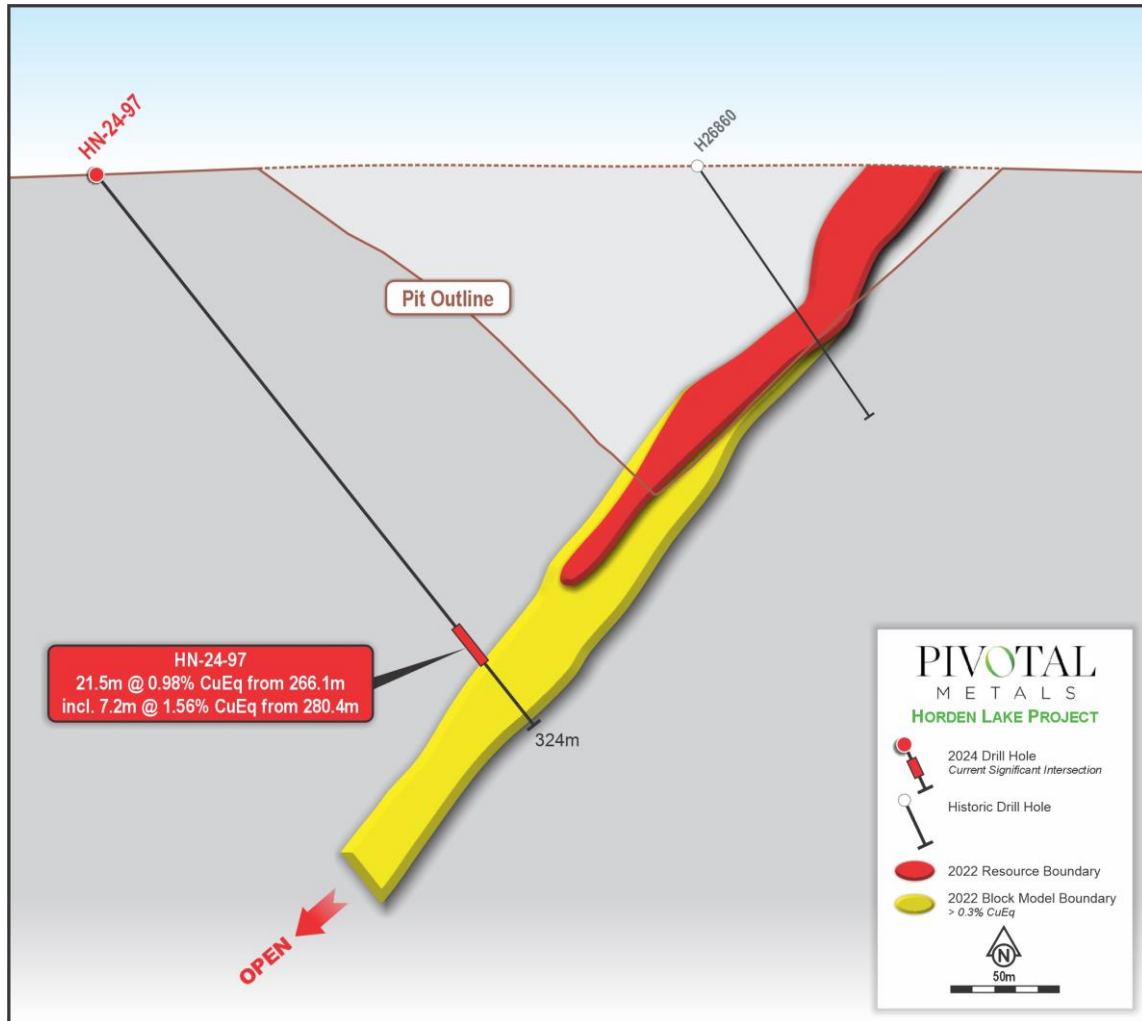 HN-24-97
H26860
Pit Outline
HN-24-97
21.5m @ 0.98% CuEq from 266.1m
incl. 7.2m @ 1.56% CuEq from 280.4m
324m
OPEN
PIVOTAL
METALS
HORDEN LAKE PROJECT
2024 Drill Hole
Current Significant Intersection
Historic Drill Hole
2022 Resource Boundary
2022 Block Model Boundary
> 0.3% CuEq
N
50m